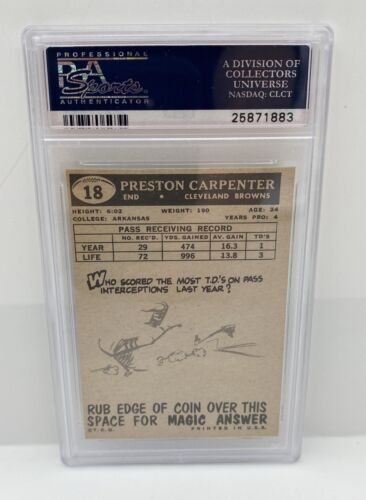 PROFESSIONAL
PSA
Sports
AUTHENTICATOR
A DIVISION OF
COLLECTORS
UNIVERSE
NASDAQ: CLCT
25871883
18
PRESTON CARPENTER
END • CLEVELAND BROWNS
HEIGHT: 6:02 WEIGHT: 190 AGE: 24
COLLEGE: ARKANSAS YEARS PRO: 4
PASS RECEIVING RECORD
NO. REC'D. YDS. GAINED AV. GAIN TD'S
YEAR 29 474 16.3 1
LIFE 72 996 13.8 3
WHO SCORED THE MOST T.D.'S ON PASS
INTERCEPTIONS LAST YEAR?
RUB EDGE OF COIN OVER THIS
SPACE FOR MAGIC ANSWER
©T.C.G. PRINTED IN U.S.A.